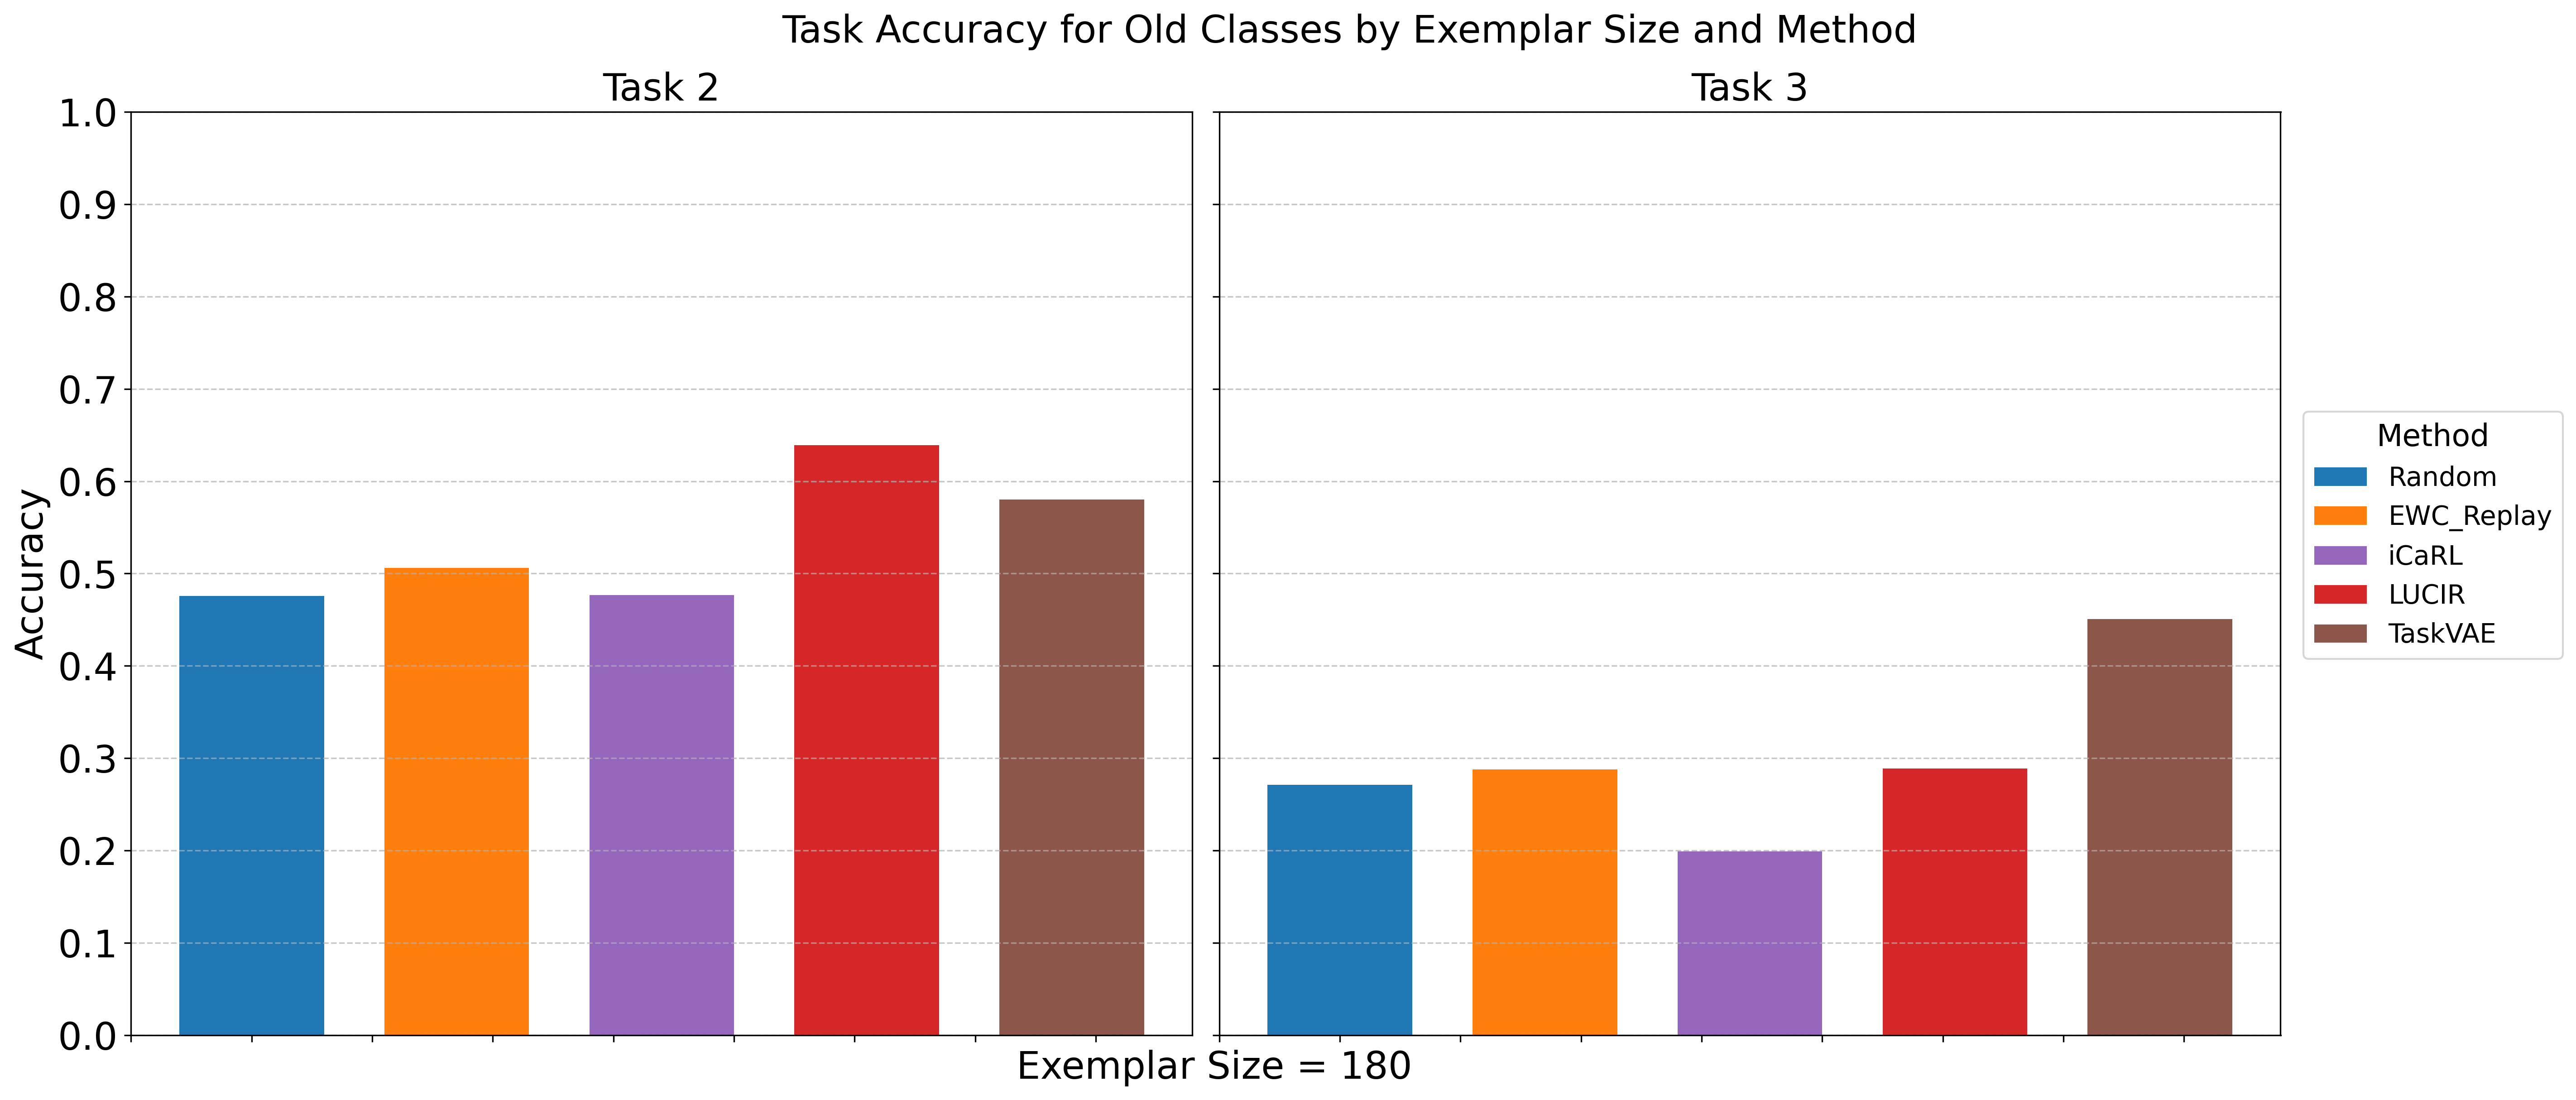 Task Accuracy for Old Classes by Exemplar Size and Method
Task 2
Task 3
1.0
0.9
0.8
0.7
0.6
0.5
0.4
0.3
0.2
0.1
0.0
Accuracy
Exemplar Size = 180
Method
Random
EWC_Replay
iCaRL
LUCIR
TaskVAE